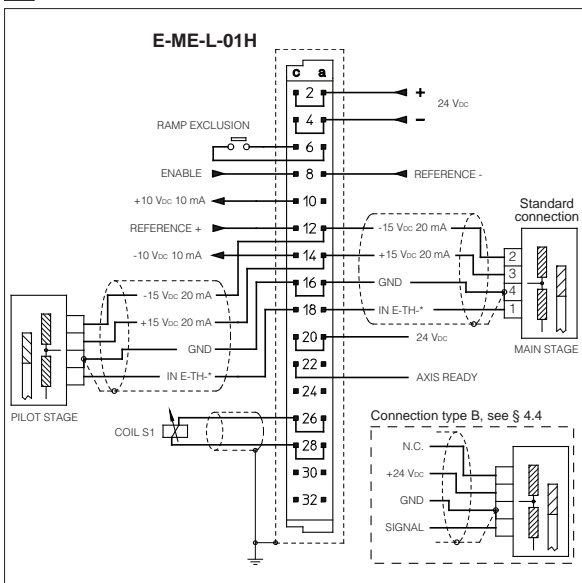 E-ME-L-01H
c a
2
+
24 VDC
4
−
RAMP EXCLUSION
6
ENABLE
8
REFERENCE -
+10 VDC 10 mA
10
REFERENCE +
12
-15 VDC 20 mA
Standard
connection
-10 VDC 10 mA
14
+15 VDC 20 mA
2
3
4
1
16
GND
-15 VDC 20 mA
18
IN E-TH-*
+15 VDC 20 mA
MAIN STAGE
20
24 VDC
GND
22
AXIS READY
IN E-TH-*
24
PILOT STAGE
26
Connection type B, see § 4.4
COIL S1
28
N.C.
30
+24 VDC
32
GND
SIGNAL